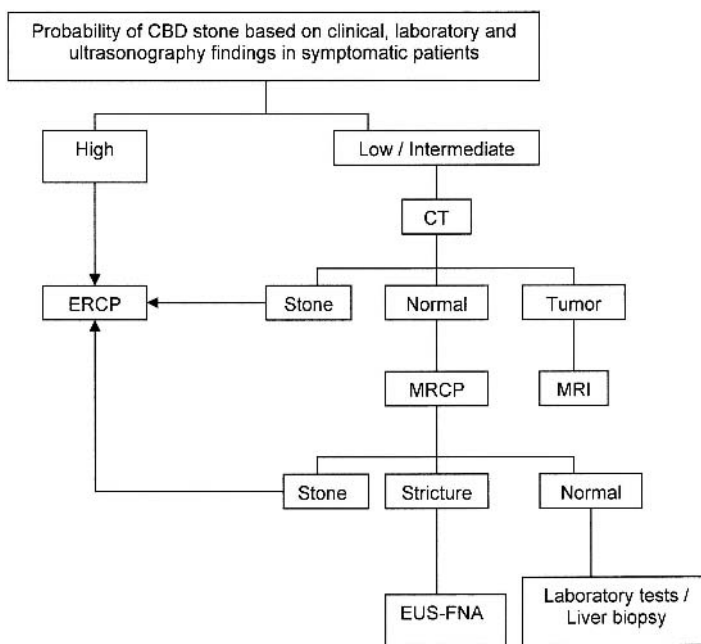 Probability of CBD stone based on clinical, laboratory and
ultrasonography findings in symptomatic patients
High
Low / Intermediate
CT
ERCP
Stone
Normal
Tumor
MRCP
MRI
Stone
Stricture
Normal
EUS-FNA
Laboratory tests /
Liver biopsy